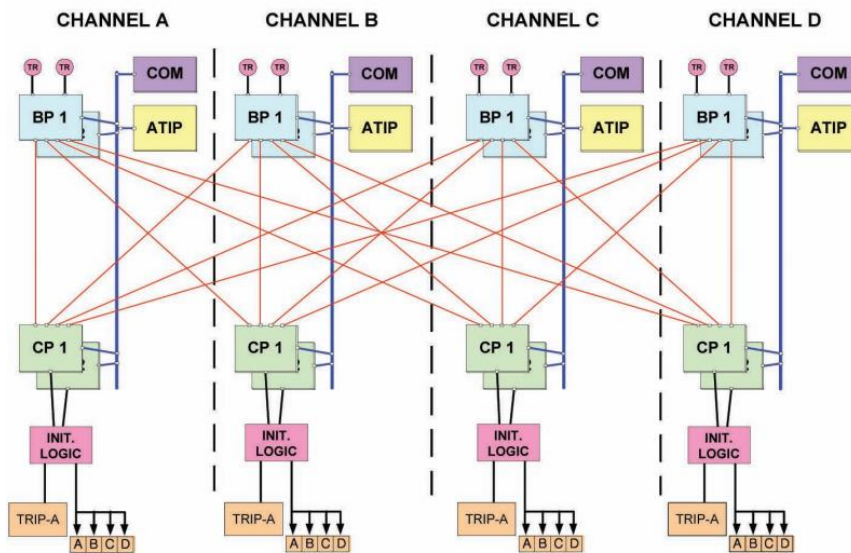 CHANNEL A CHANNEL B CHANNEL C CHANNEL D
TR TR COM TR TR COM TR TR COM TR TR COM
BP 1 ATIP BP 1 ATIP BP 1 ATIP BP 1 ATIP
CP 1 CP 1 CP 1 CP 1
INIT. INIT. INIT. INIT.
LOGIC LOGIC LOGIC LOGIC
TRIP-A TRIP-A TRIP-A TRIP-A
A B C D A B C D A B C D A B C D